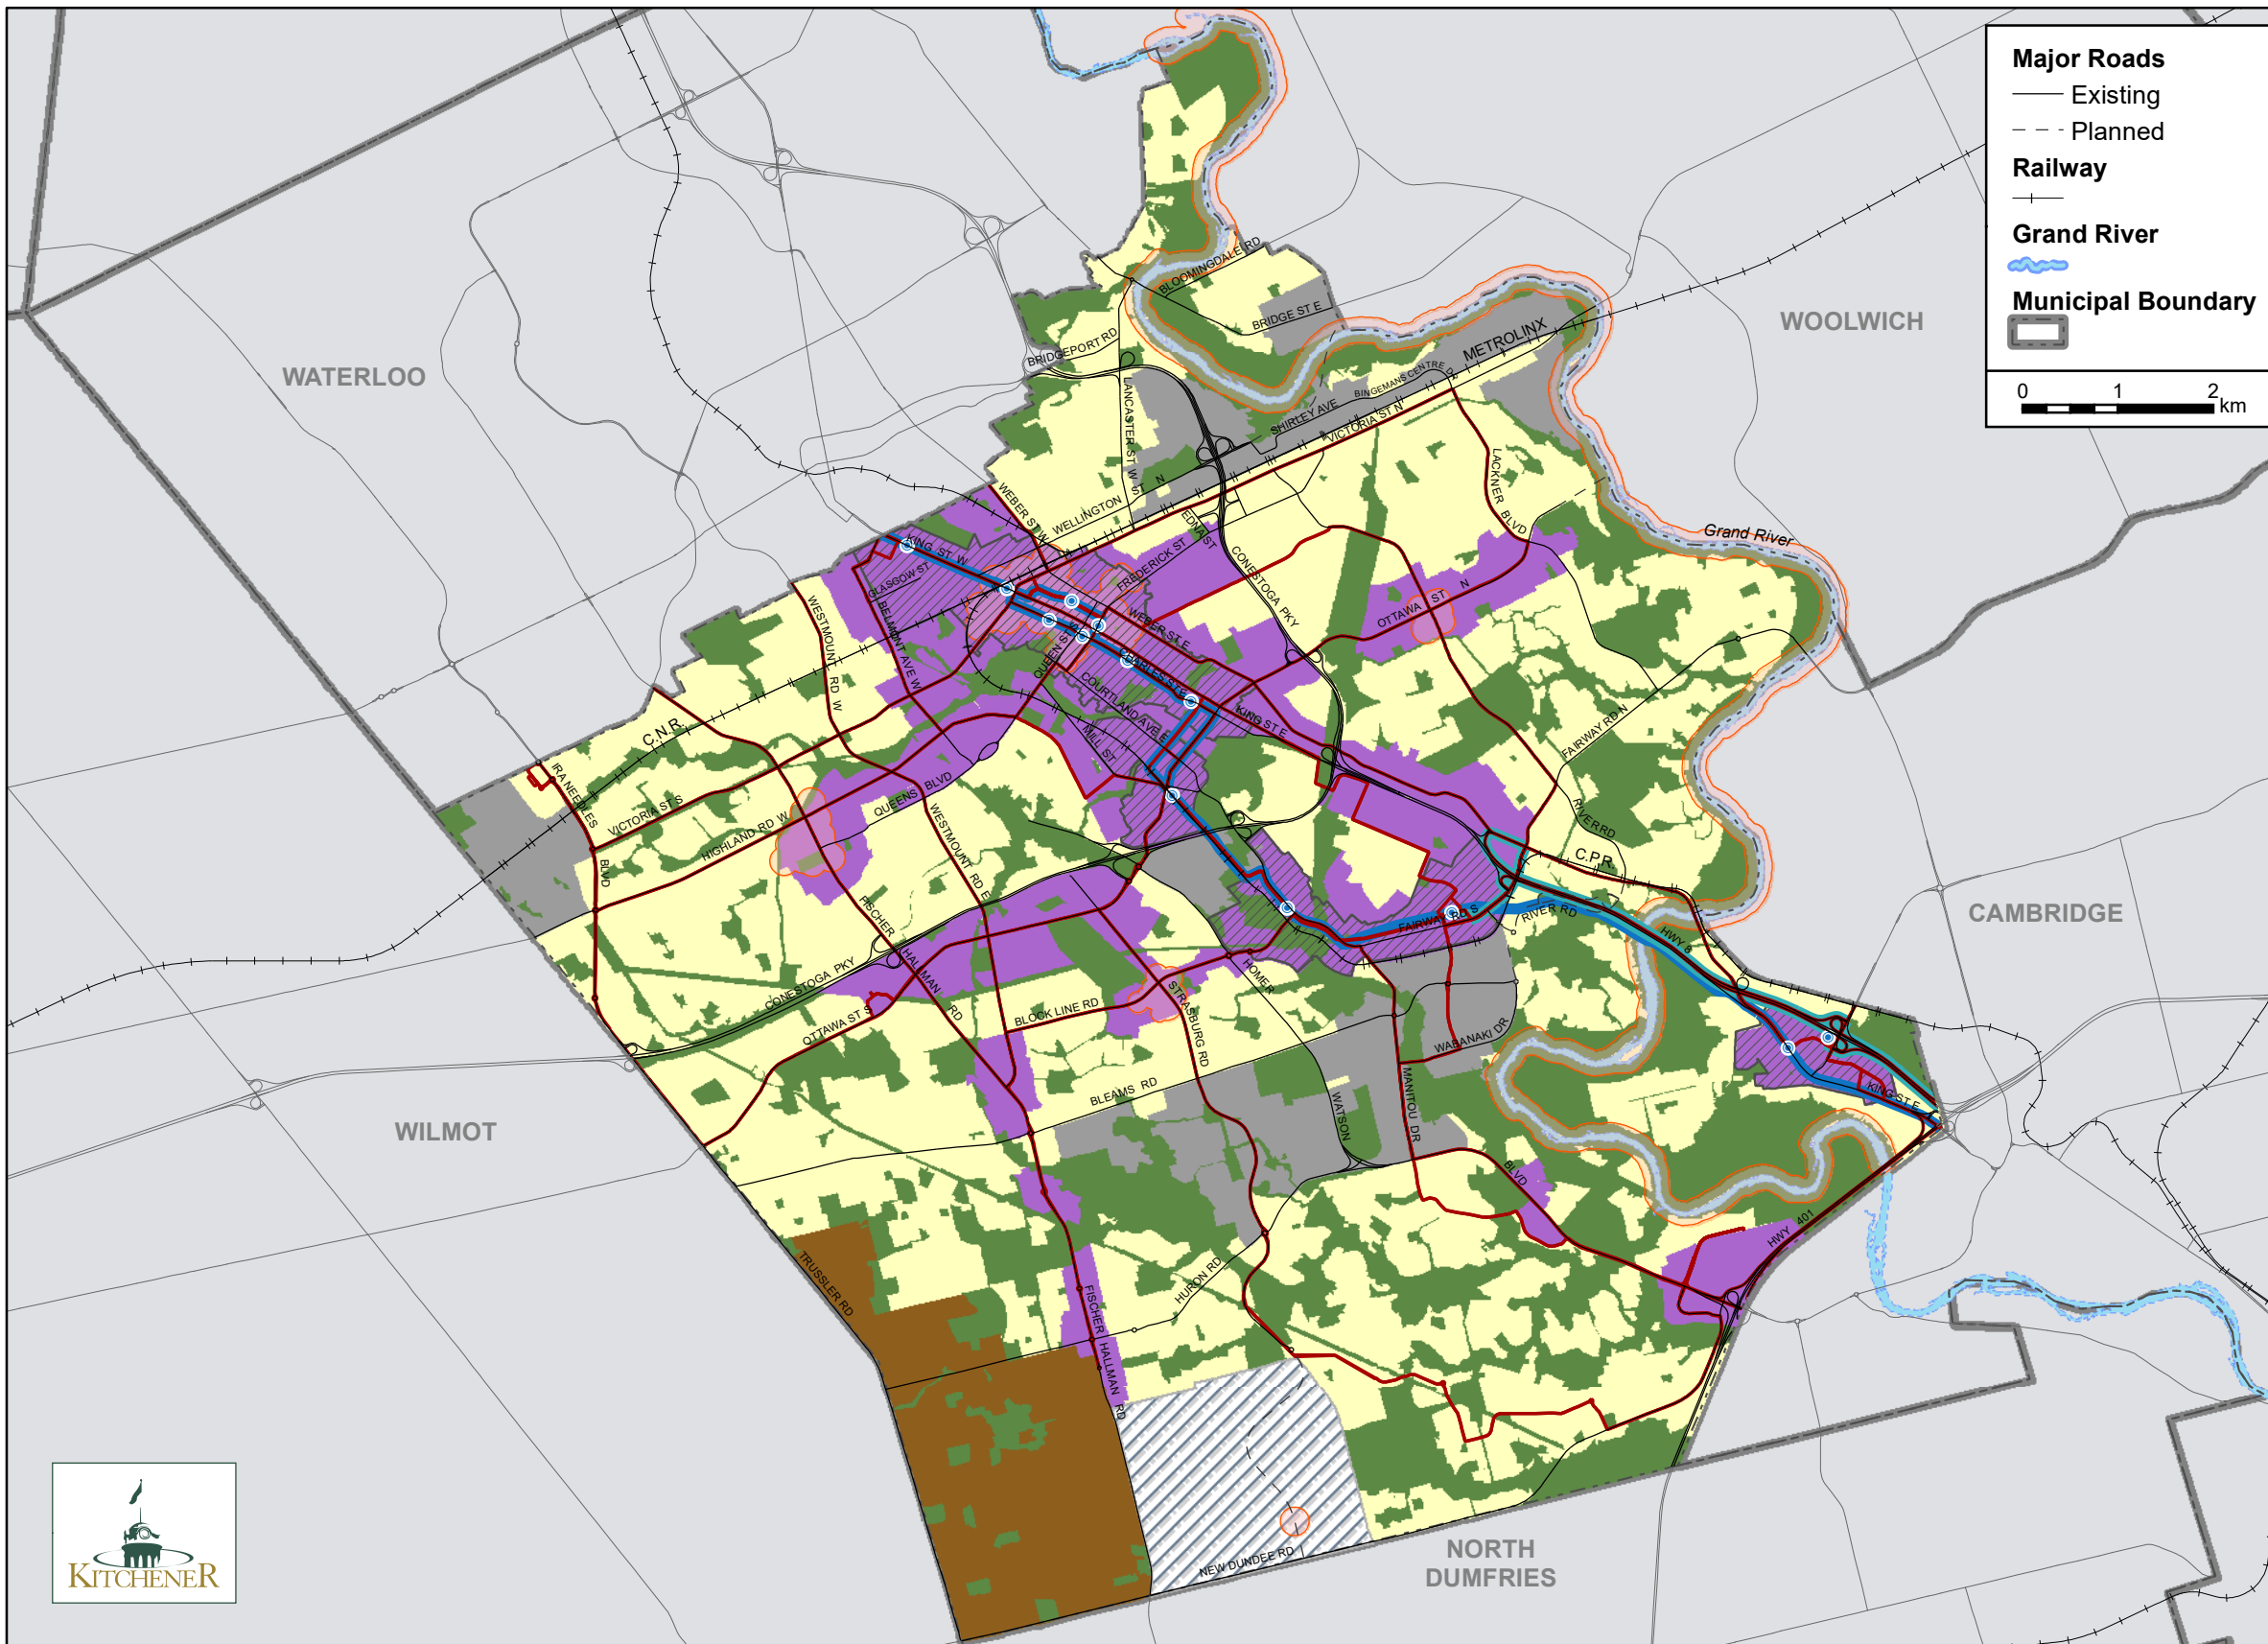 Major Roads
Existing
Planned
Railway
Grand River
Municipal Boundary
0 1 2 km
WATERLOO
WOOLWICH
CAMBRIDGE
WILMOT
NORTH
DUMFRIES
KITCHENER
BLOOMINGDALE RD
BRIDGE ST E
BRIDGEPORT RD
METROLINX
BINGEMANS CENTRE DR
SHIRLEY AVE
VICTORIA ST N
LANCASTER ST W
WELLINGTON ST N
WEBER ST W
EDNA ST
FREDERICK ST
CONESTOGA PKY
LACKNER BLVD
Grand River
KING ST W
GLASGOW ST
BELMONT AVE W
WESTMOUNT RD W
OTTAWA ST N
WEBER ST E
QUEEN ST S
CHARLES ST E
COURTLAND AVE E
KING ST E
MILL ST
C.N.R.
IRA NEEDLES BLVD
VICTORIA ST S
HIGHLAND RD W
QUEENS BLVD
WESTMOUNT RD E
FAIRWAY RD N
RIVER RD
C.P.R.
FAIRWAY RD S
RIVER RD
HWY 8
FISCHER HALLMAN RD
CONESTOGA PKY
OTTAWA ST S
BLOCK LINE RD
STRASBURG RD
HOMER WATSON BLVD
WABANAKI DR
MANITOU DR
BLEAMS RD
KING ST E
HWY 401
TRUSSLER RD
HURON RD
FISCHER HALLMAN RD
NEW DUNDEE RD